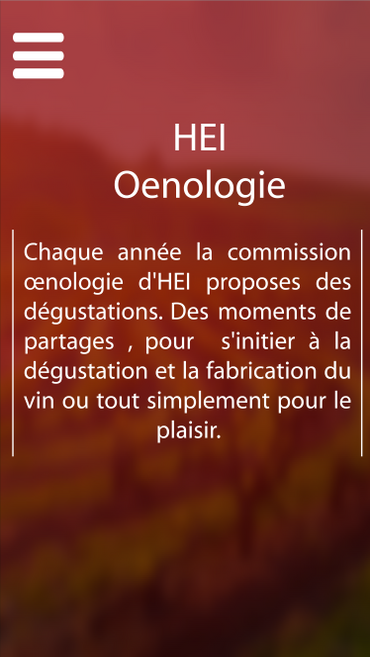 HEI
Oenologie
Chaque année la commission
œnologie d'HEI proposes des
dégustations. Des moments de
partages , pour s'initier à la
dégustation et la fabrication du
vin ou tout simplement pour le
plaisir.